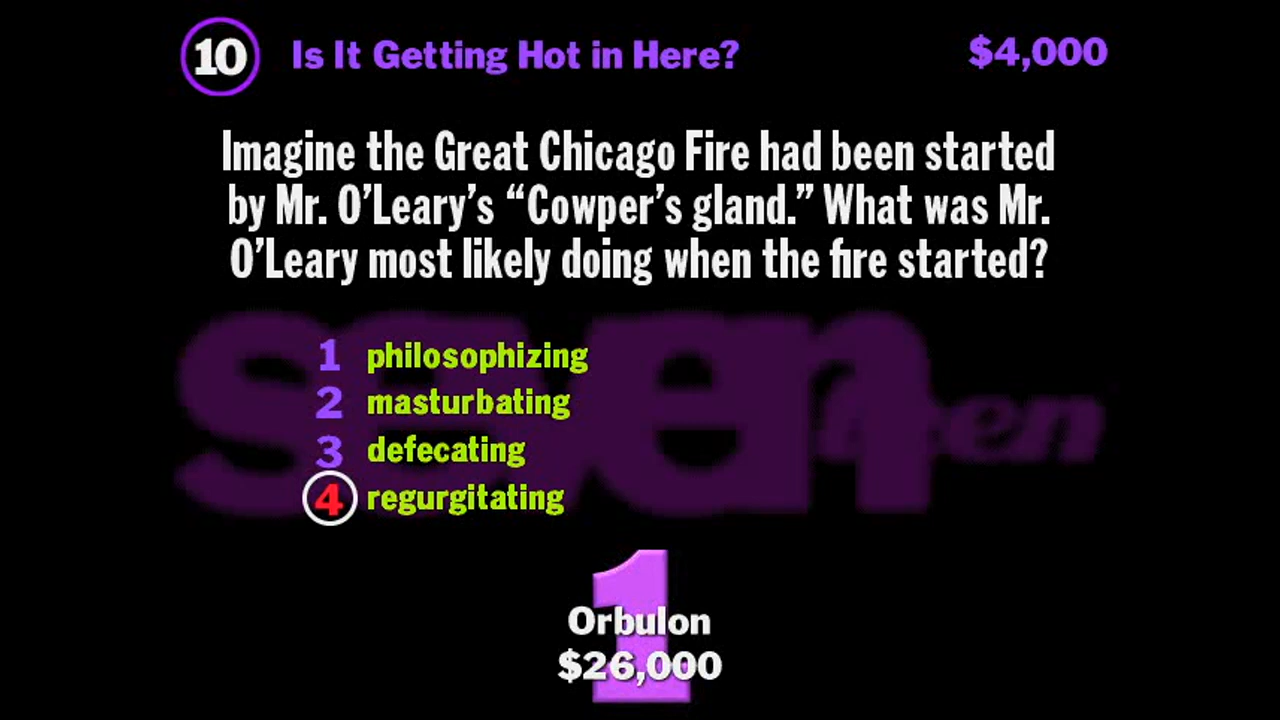 10 Is It Getting Hot in Here? $4,000
Imagine the Great Chicago Fire had been started
by Mr. O'Leary's “Cowper's gland.” What was Mr.
O'Leary most likely doing when the fire started?
seventeen
1 philosophizing
2 masturbating
3 defecating
4 regurgitating
1
Orbulon
$26,000